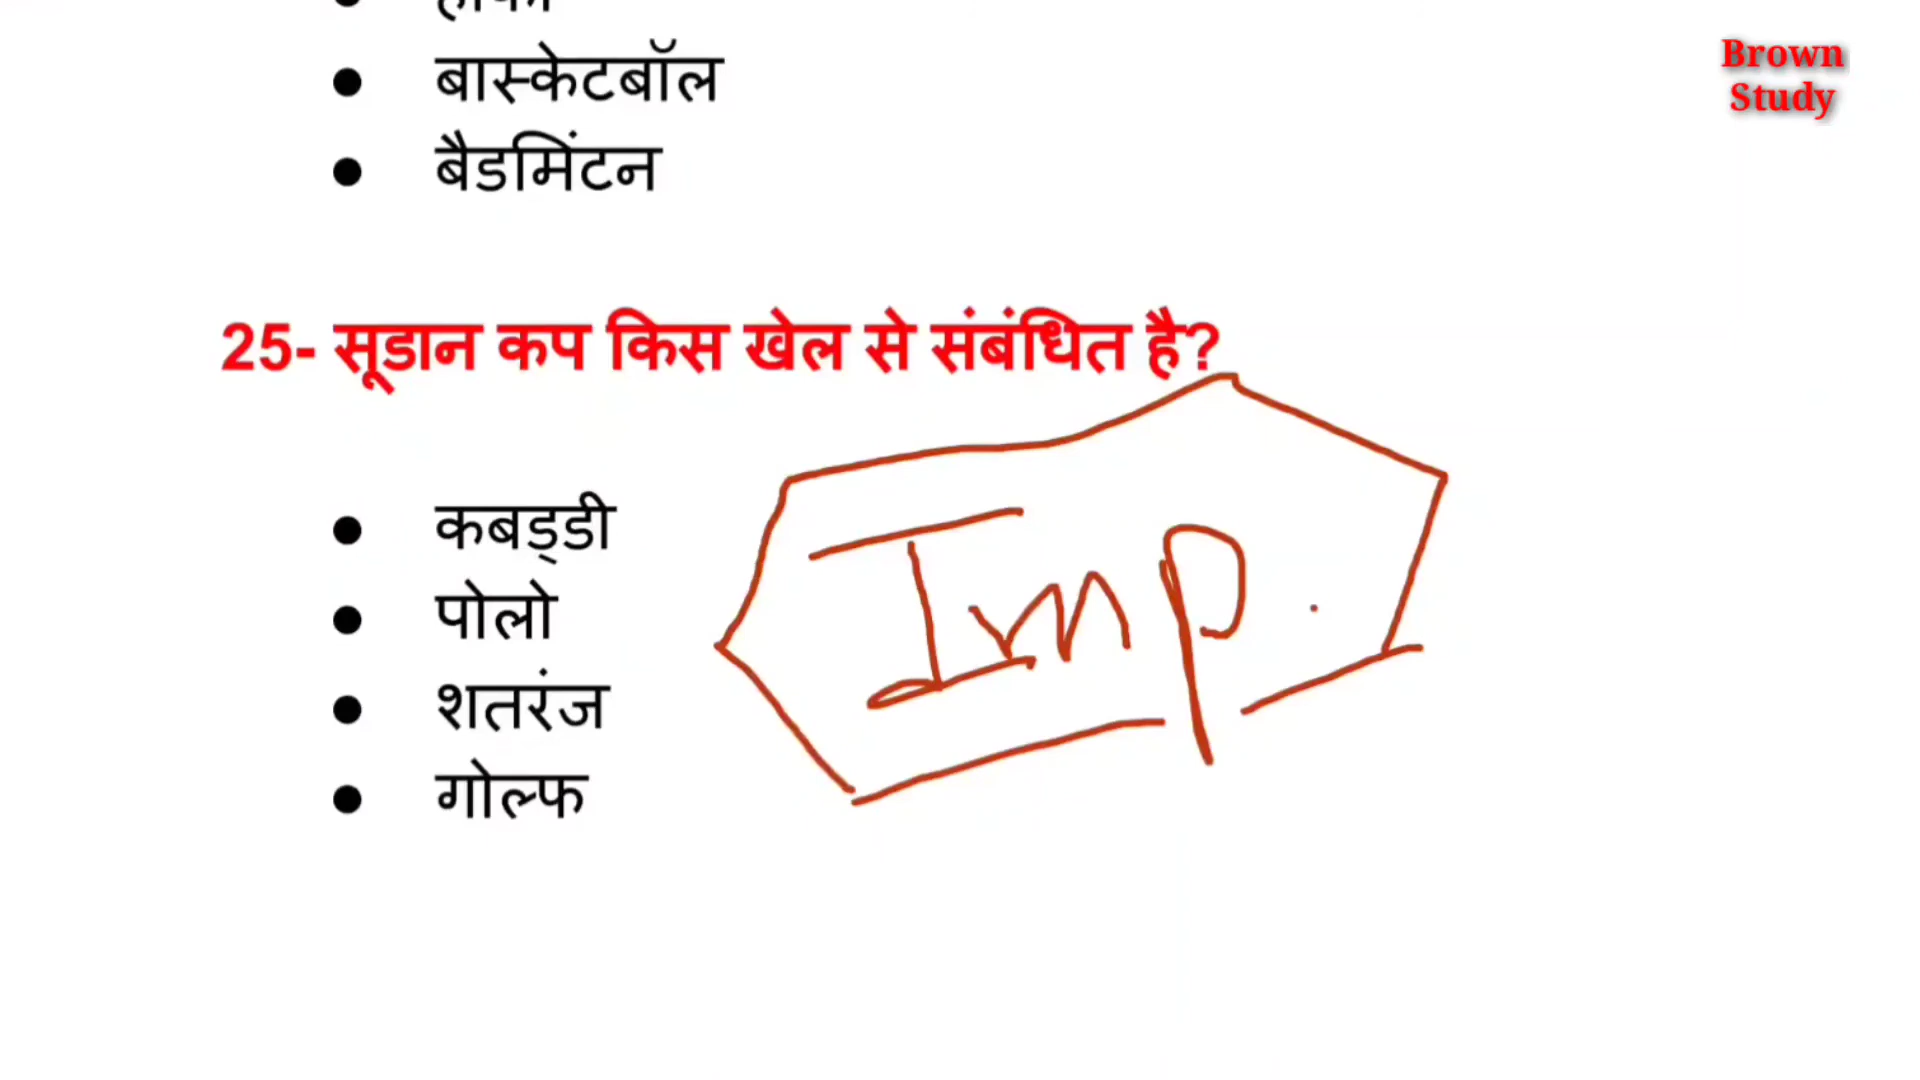 Brown
Study
बास्केटबॉल
बैडमिंटन
25- सूडान कप किस खेल से संबंधित है?
कबड्डी
पोलो
शतरंज
गोल्फ
Imp.